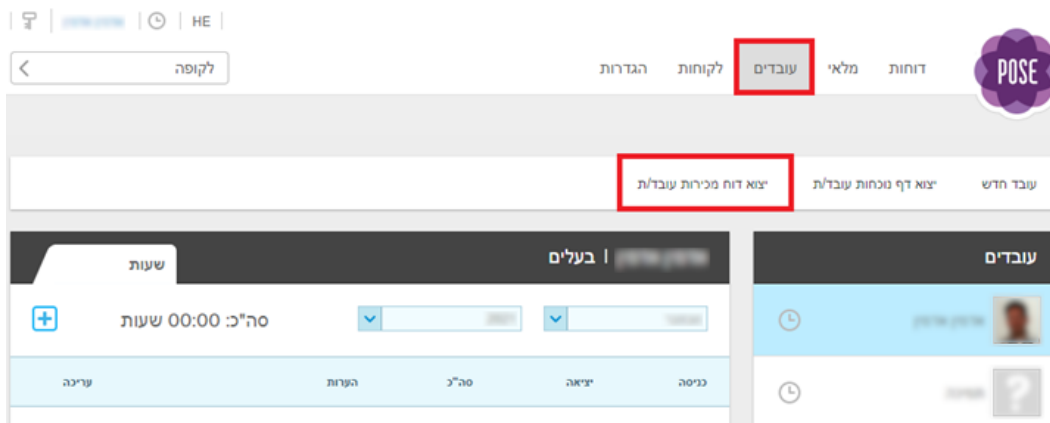 HE
POSE
דוחות מלאי עובדים לקוחות הגדרות
לקופה
עובד חדש יצוא דף נוכחות עובד/ת יצוא דוח מכירות עובד/ת
עובדים
| בעלים
שעות
סה"כ: 00:00 שעות
כניסה יציאה סה"כ הערות עריכה